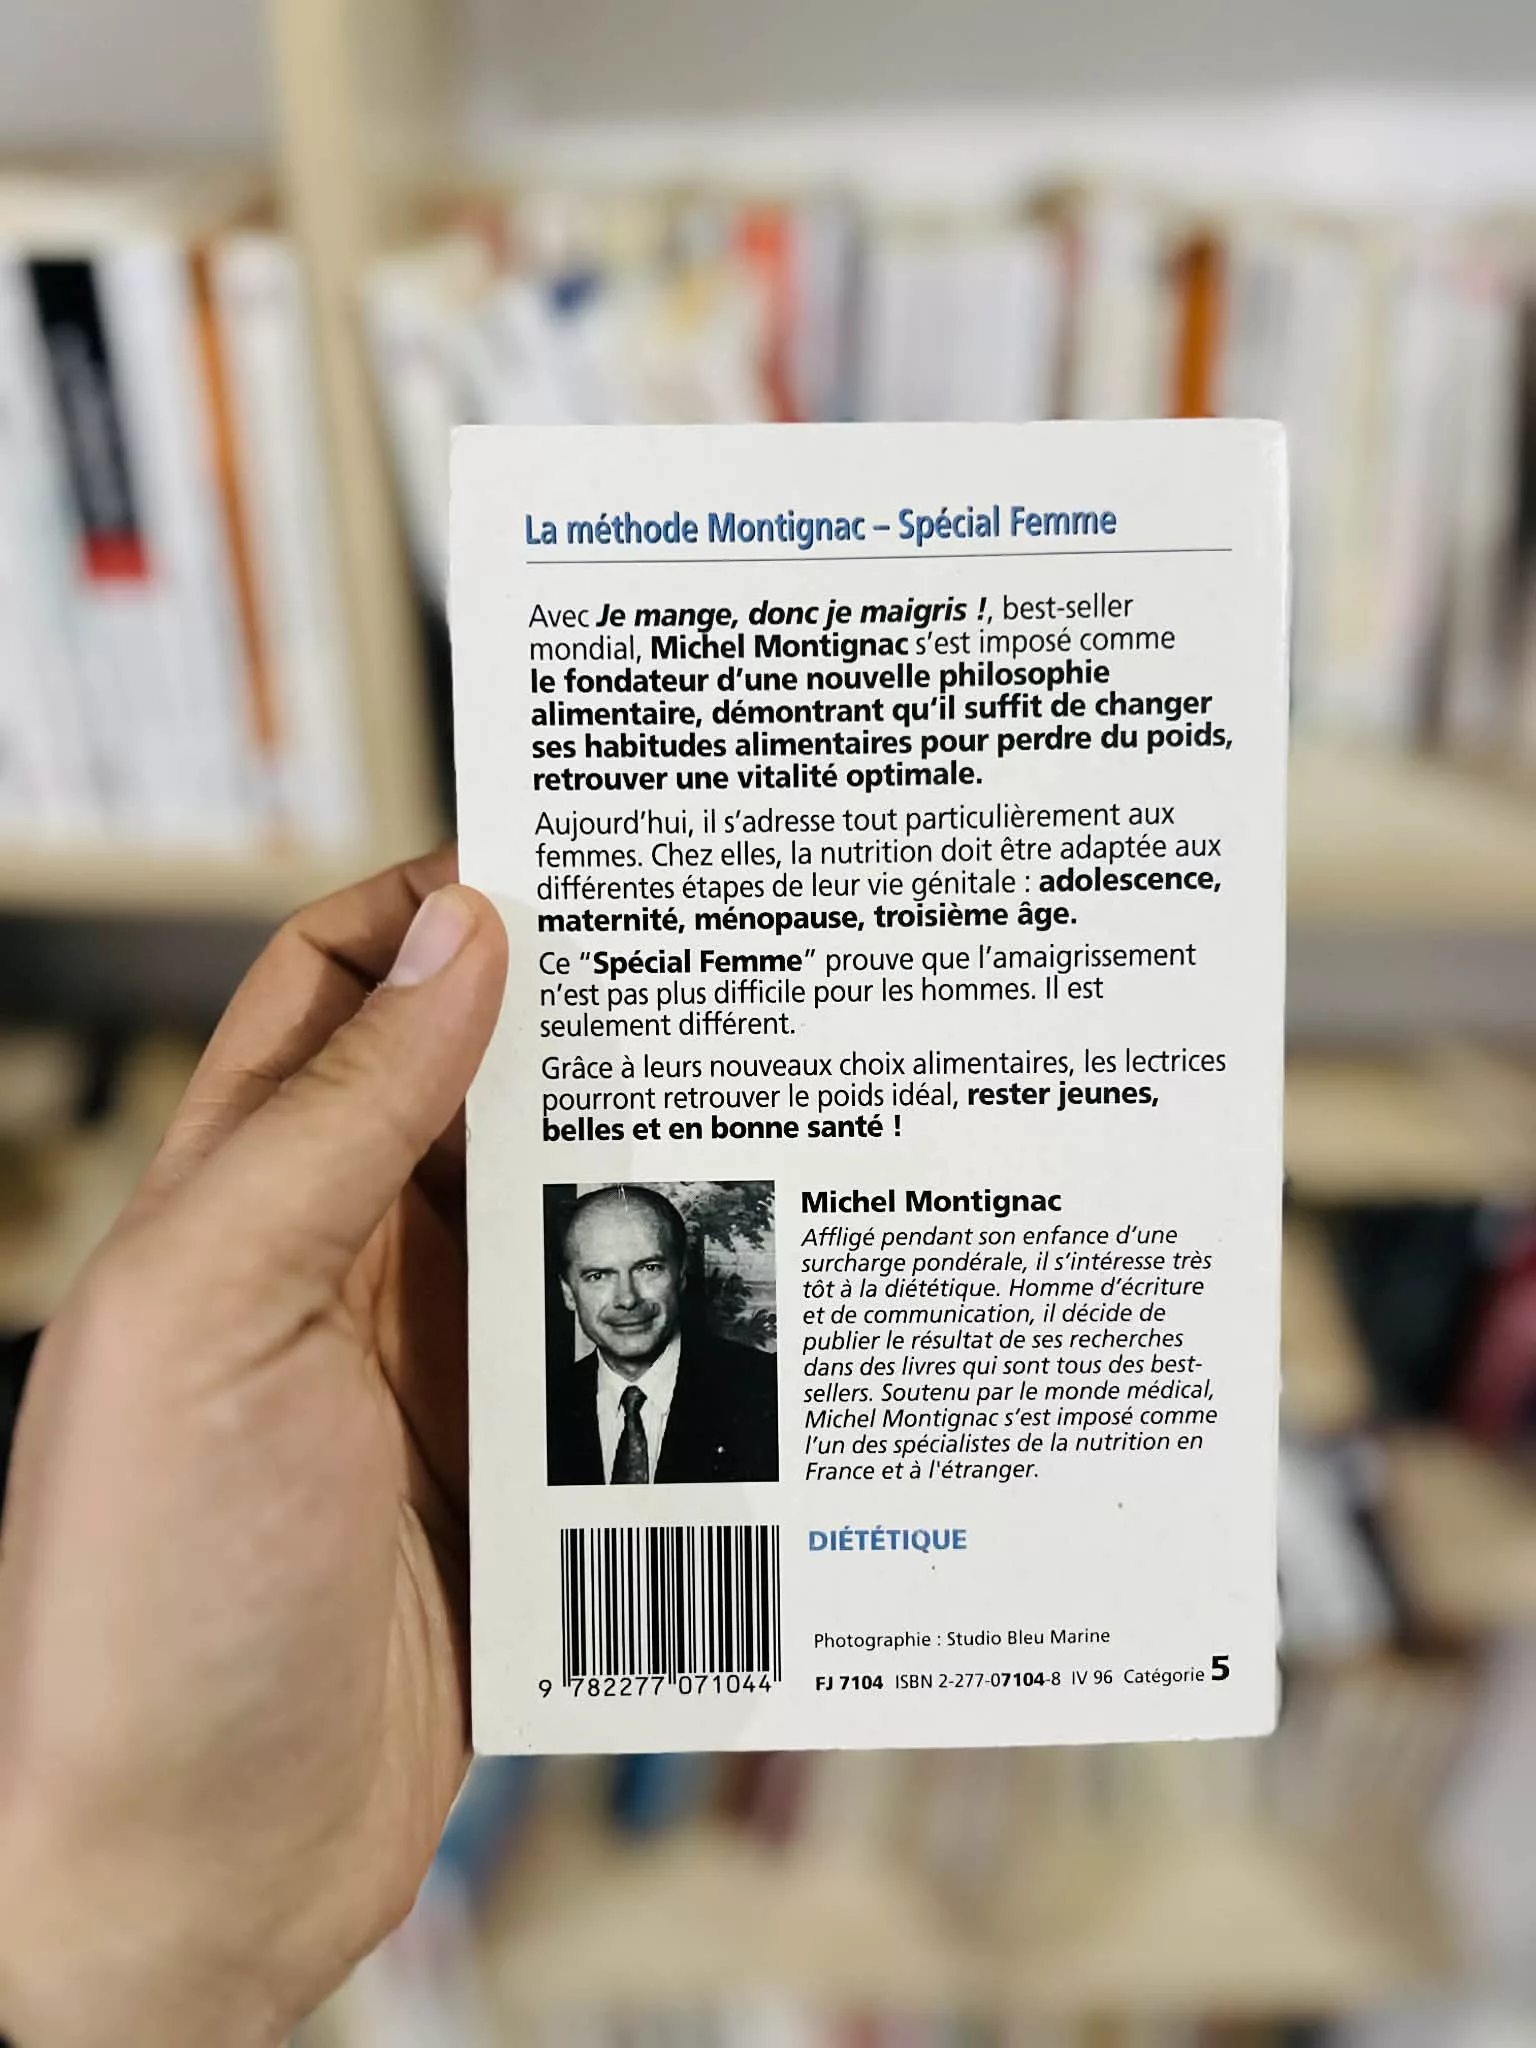 La méthode Montignac – Spécial Femme
Avec Je mange, donc je maigris !, best-seller
mondial, Michel Montignac s'est imposé comme
le fondateur d'une nouvelle philosophie
alimentaire, démontrant qu'il suffit de changer
ses habitudes alimentaires pour perdre du poids,
retrouver une vitalité optimale.
Aujourd'hui, il s'adresse tout particulièrement aux
femmes. Chez elles, la nutrition doit être adaptée aux
différentes étapes de leur vie génitale : adolescence,
maternité, ménopause, troisième âge.
Ce "Spécial Femme" prouve que l'amaigrissement
n'est pas plus difficile pour les hommes. Il est
seulement différent.
Grâce à leurs nouveaux choix alimentaires, les lectrices
pourront retrouver le poids idéal, rester jeunes,
belles et en bonne santé !
Michel Montignac
Affligé pendant son enfance d'une
surcharge pondérale, il s'intéresse très
tôt à la diététique. Homme d'écriture
et de communication, il décide de
publier le résultat de ses recherches
dans des livres qui sont tous des best-
sellers. Soutenu par le monde médical,
Michel Montignac s'est imposé comme
l'un des spécialistes de la nutrition en
France et à l'étranger.
DIÉTÉTIQUE
Photographie : Studio Bleu Marine
FJ 7104 ISBN 2-277-07104-8 IV 96 Catégorie 5
9 782277 071044